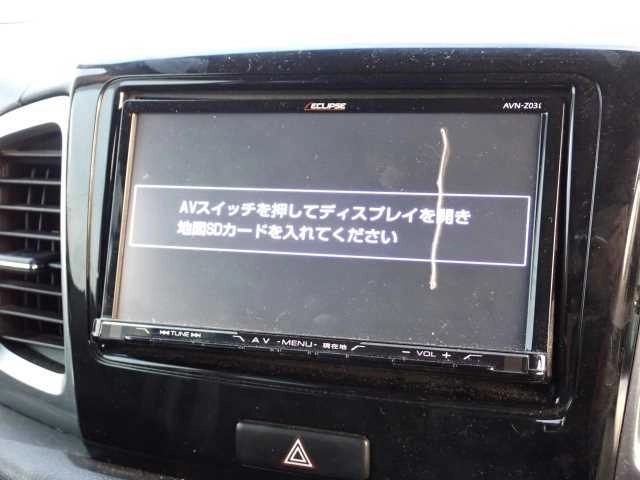 ECLIPSE
AVN-Z03i
AVスイッチを押してディスプレイを開き
地図SDカードを入れてください
TUNE
AV -MENU- 現在地
− VOL +